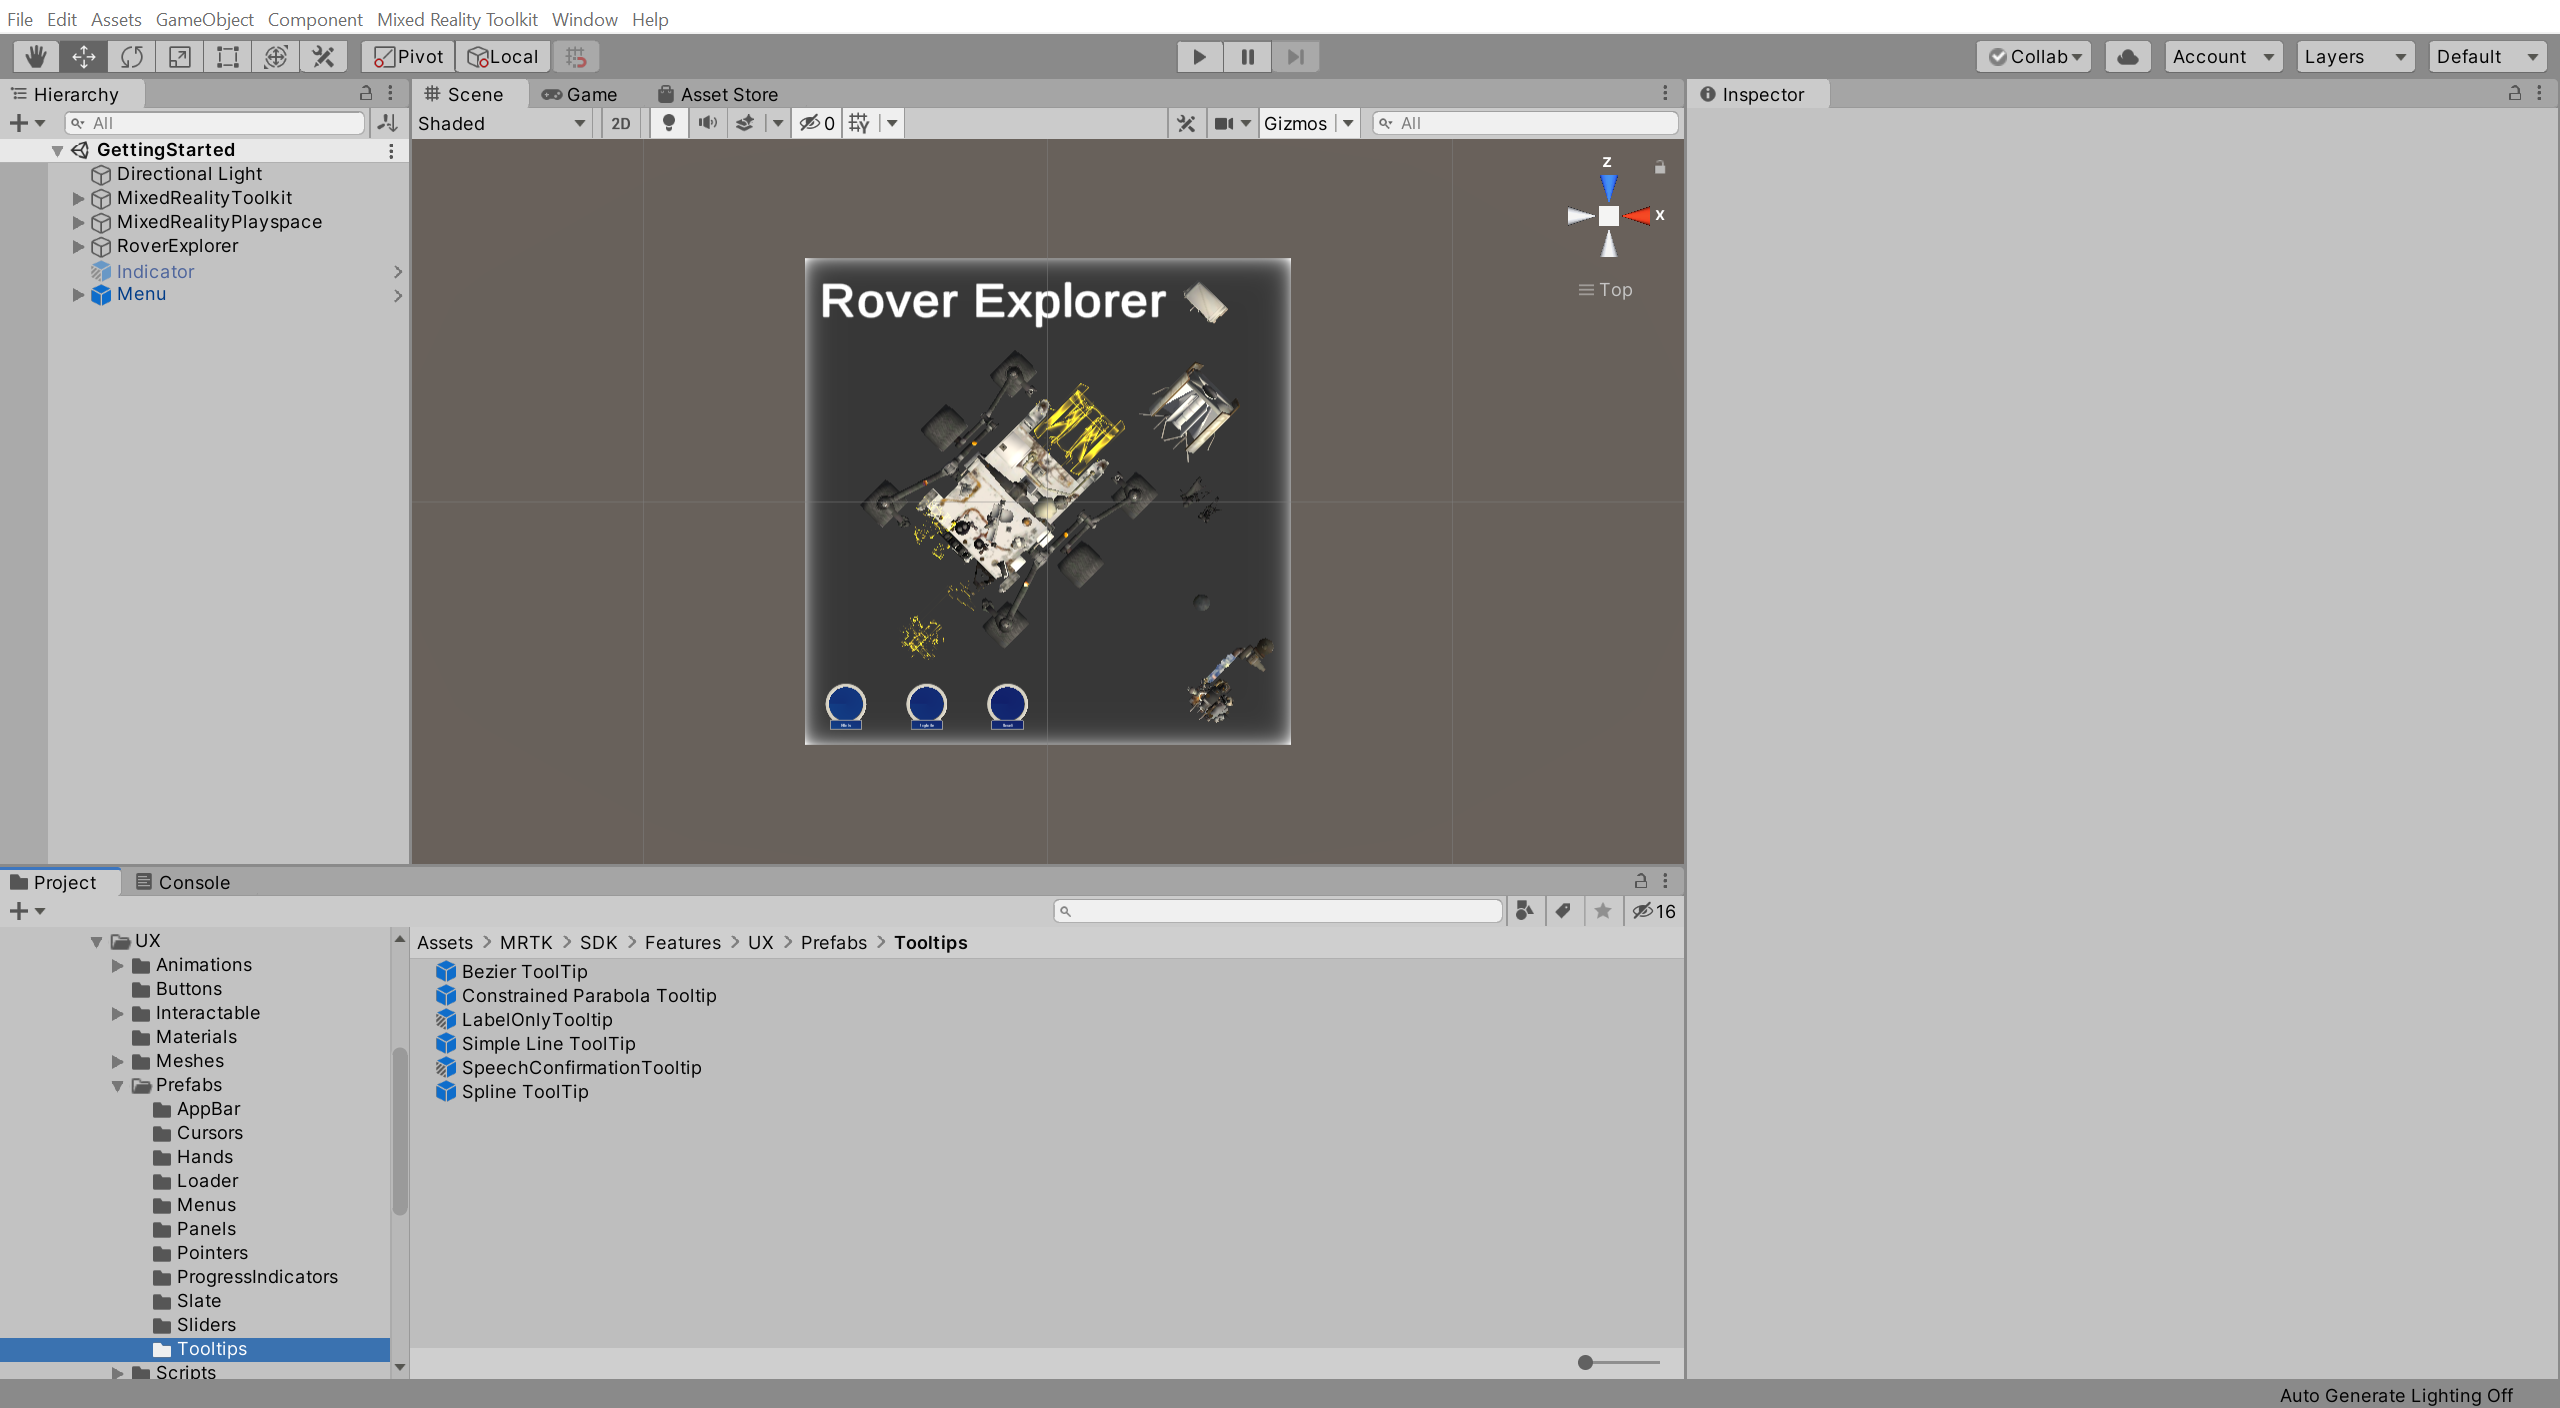 File Edit Assets GameObject Component Mixed Reality Toolkit Window Help
Pivot Local Collab Account Layers Default
Hierarchy Scene Game Asset Store Inspector
All Shaded 2D 0 Gizmos All
GettingStarted
Directional Light
MixedRealityToolkit
MixedRealityPlayspace
RoverExplorer
Indicator
Menu
z
x
Top
Rover Explorer
Project Console
16
UX
Animations
Buttons
Interactable
Materials
Meshes
Prefabs
AppBar
Cursors
Hands
Loader
Menus
Panels
Pointers
ProgressIndicators
Slate
Sliders
Tooltips
Scripts
Assets > MRTK > SDK > Features > UX > Prefabs > Tooltips
Bezier ToolTip
Constrained Parabola Tooltip
LabelOnlyTooltip
Simple Line ToolTip
SpeechConfirmationTooltip
Spline ToolTip
Auto Generate Lighting Off